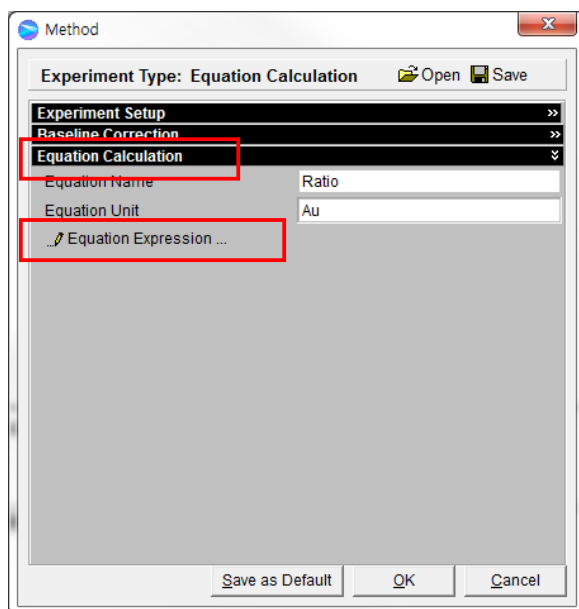 Method
Experiment Type: Equation Calculation Open Save
Experiment Setup
Baseline Correction
Equation Calculation
Equation Name Ratio
Equation Unit Au
Equation Expression ...
Save as Default OK Cancel